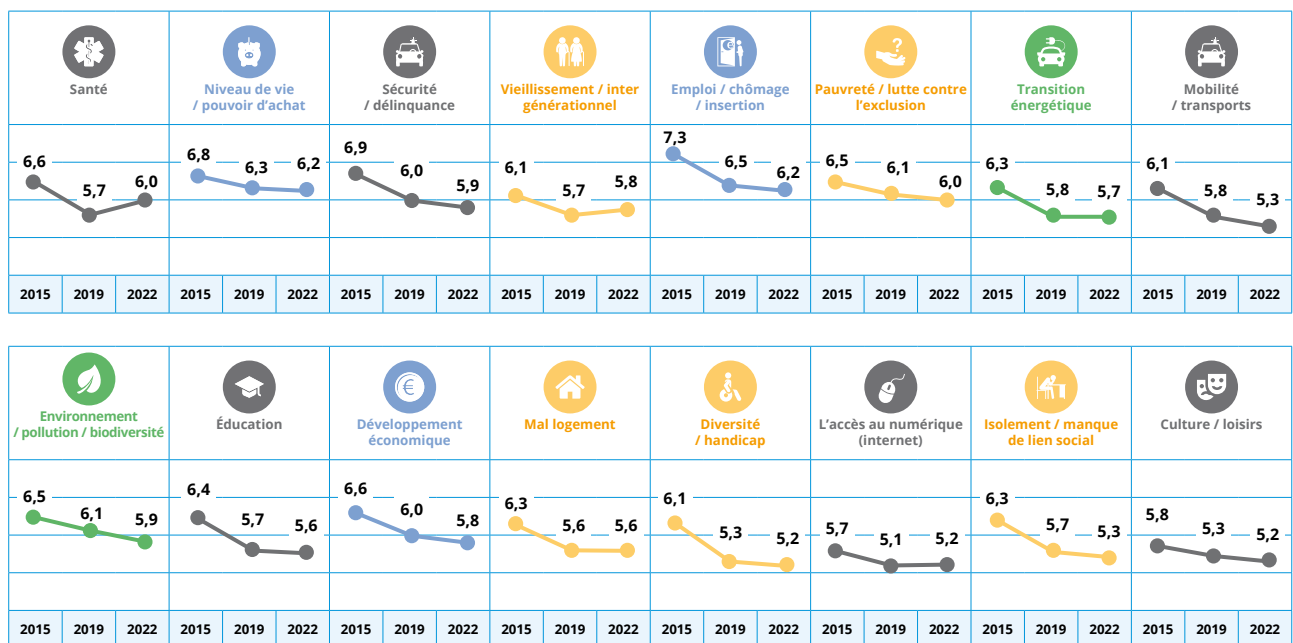 Santé
Niveau de vie
/ pouvoir d'achat
Sécurité
/ délinquance
Vieillissement / inter
générationnel
Emploi / chômage
/ insertion
Pauvreté / lutte contre
l'exclusion
Transition
énergétique
Mobilité
/ transports
6,6 5,7 6,0
6,8 6,3 6,2
6,9 6,0 5,9
6,1 5,7 5,8
7,3 6,5 6,2
6,5 6,1 6,0
6,3 5,8 5,7
6,1 5,8 5,3
2015 2019 2022 2015 2019 2022 2015 2019 2022 2015 2019 2022 2015 2019 2022 2015 2019 2022 2015 2019 2022 2015 2019 2022
Environnement
/ pollution / biodiversité
Éducation
Développement
économique
Mal logement
Diversité
/ handicap
L'accès au numérique
(internet)
Isolement / manque
de lien social
Culture / loisirs
6,5 6,1 5,9
6,4 5,7 5,6
6,6 6,0 5,8
6,3 5,6 5,6
6,1 5,3 5,2
5,7 5,1 5,2
6,3 5,7 5,3
5,8 5,3 5,2
2015 2019 2022 2015 2019 2022 2015 2019 2022 2015 2019 2022 2015 2019 2022 2015 2019 2022 2015 2019 2022 2015 2019 2022